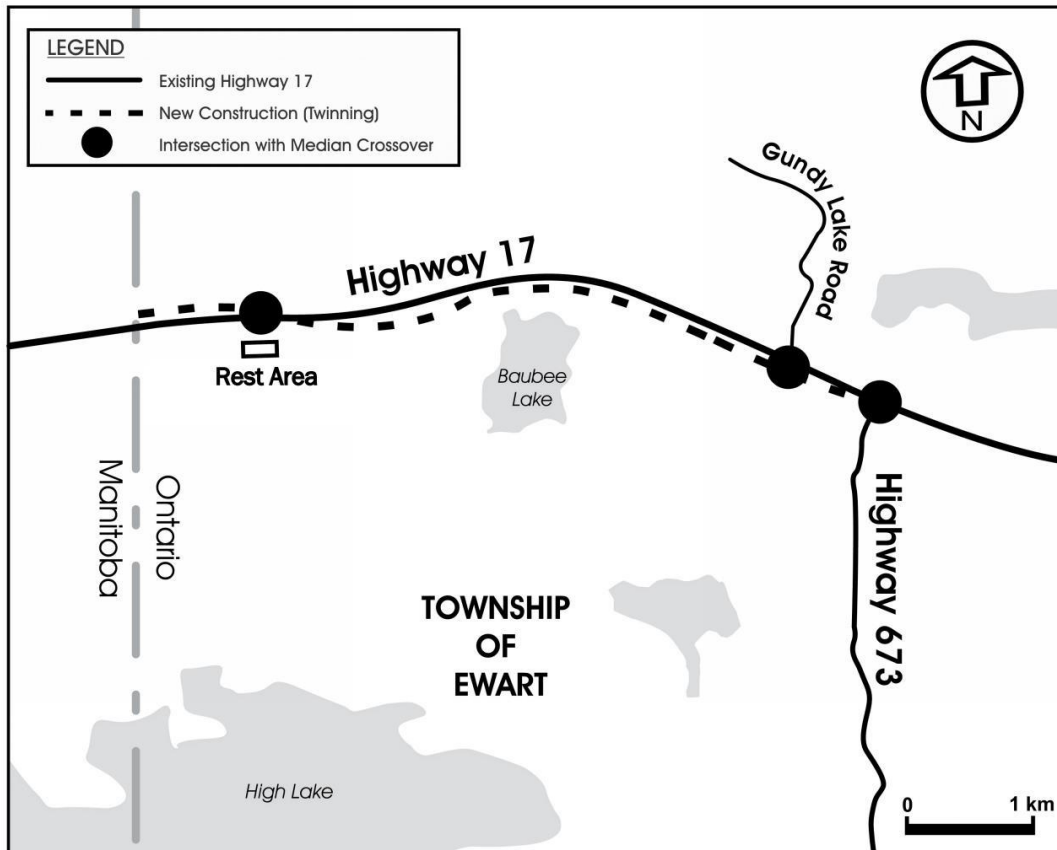 LEGEND
Existing Highway 17
New Construction (Twinning)
Intersection with Median Crossover
N
Gundy Lake Road
Highway 17
Rest Area
Baubee
Lake
Manitoba
Ontario
Highway 673
TOWNSHIP
OF
EWART
High Lake
0 1 km